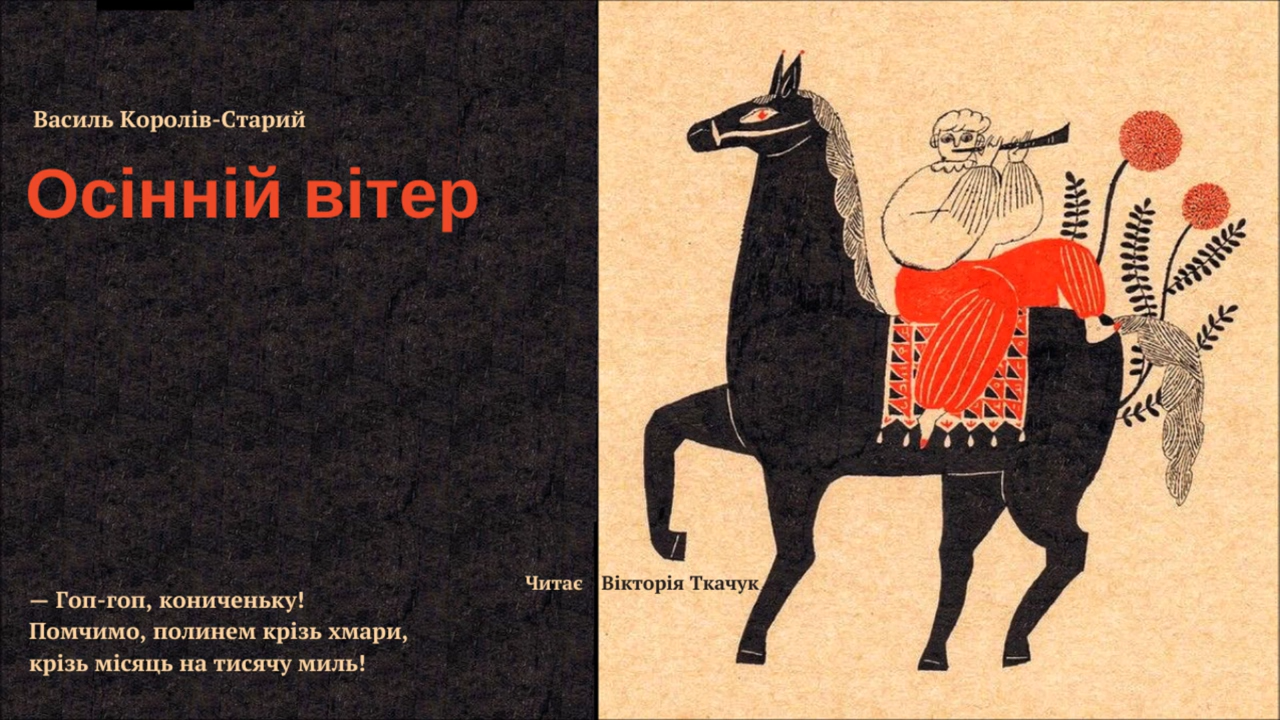 Василь Королів-Старий
Осінній вітер
Читає Вікторія Ткачук
— Гоп-гоп, кониченьку!
Помчимо, полинем крізь хмари,
крізь місяць на тисячу миль!